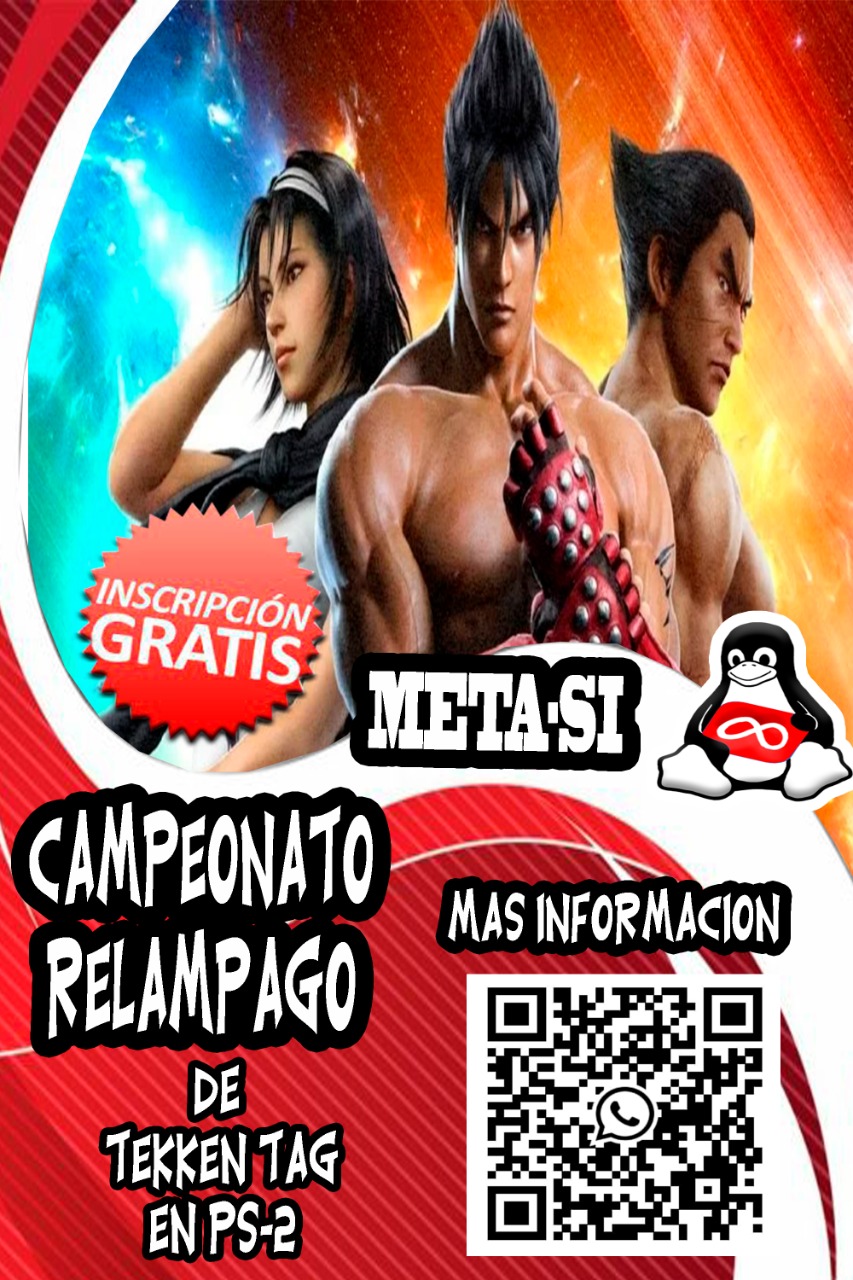 INSCRIPCIÓN
GRATIS
META-SI
CAMPEONATO
RELAMPAGO
DE
TEKKEN TAG
EN PS-2
MAS INFORMACION